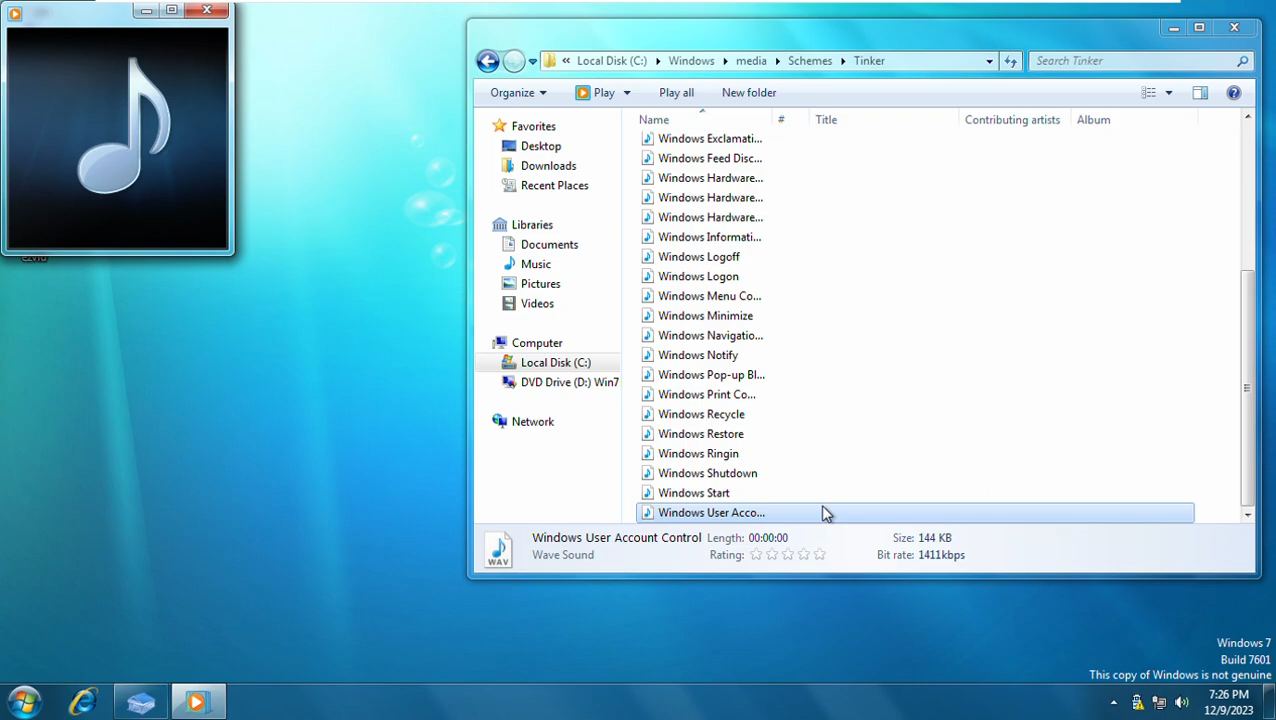 ezvid
« Local Disk (C:) Windows media Schemes Tinker
Search Tinker
Organize Play Play all New folder
Name # Title Contributing artists Album
Favorites
Desktop
Downloads
Recent Places
Libraries
Documents
Music
Pictures
Videos
Computer
Local Disk (C:)
DVD Drive (D:) Win7
Network
Windows Exclamati...
Windows Feed Disc...
Windows Hardware...
Windows Hardware...
Windows Hardware...
Windows Informati...
Windows Logoff
Windows Logon
Windows Menu Co...
Windows Minimize
Windows Navigatio...
Windows Notify
Windows Pop-up Bl...
Windows Print Co...
Windows Recycle
Windows Restore
Windows Ringin
Windows Shutdown
Windows Start
Windows User Acco...
WAV
Windows User Account Control Length: 00:00:00 Size: 144 KB
Wave Sound Rating: Bit rate: 1411kbps
Windows 7
Build 7601
This copy of Windows is not genuine
7:26 PM
12/9/2023